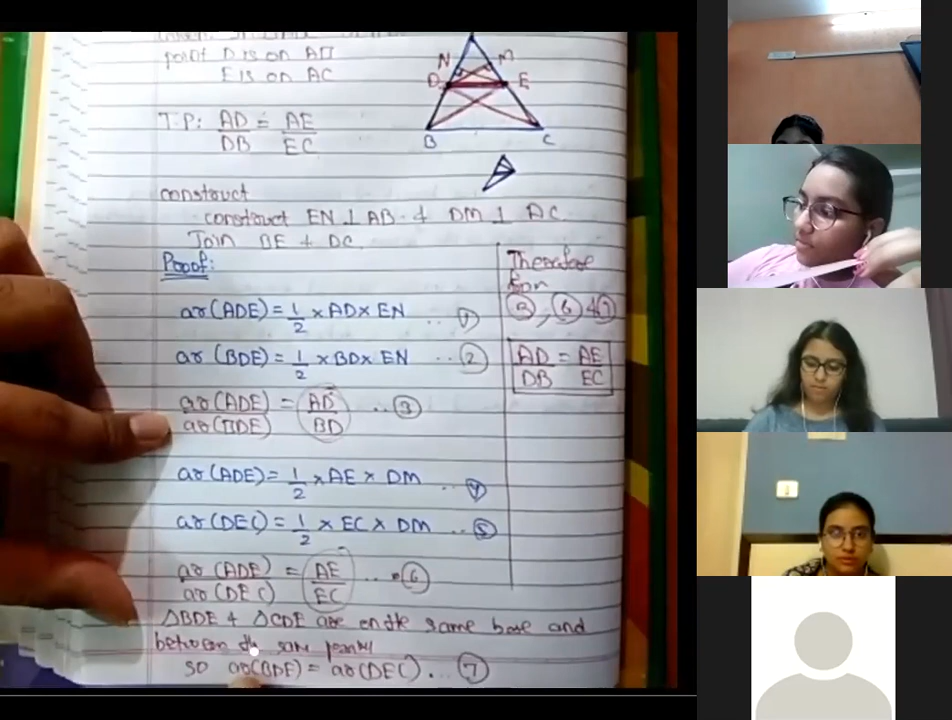 point D is on AB
E is on AC
N M
D E
B C
T.P: AD/DB = AE/EC
construct
construct EN ⊥ AB & DM ⊥ AC
Join BE & DC.
Proof:
ar(ADE) = 1/2 × AD × EN ...①
ar(BDE) = 1/2 × BD × EN ...②
ar(ADE)/ar(BDE) = AD/BD ...③
ar(ADE) = 1/2 × AE × DM ...④
ar(DEC) = 1/2 × EC × DM ...⑤
ar(ADE)/ar(DEC) = AE/EC ...⑥
△BDE & △CDE are on the same base and
between the same
so ar(BDE) = ar(DEC) ...⑦
Therefore
③, ⑥ & ⑦
AD/DB = AE/EC